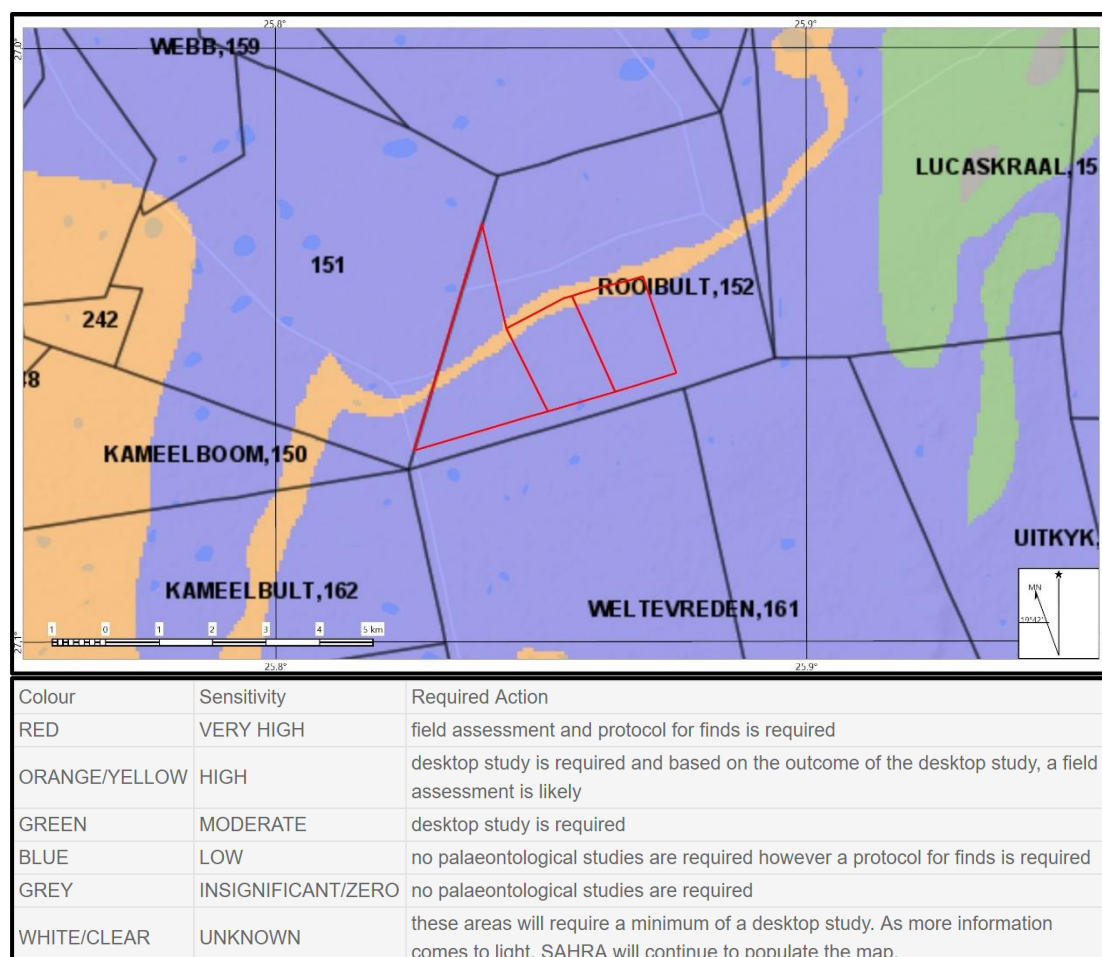 25.8° 25.9°
27.0°
WEBB,159
LUCASKRAAL, 15
151
ROOIBULT,152
242
8
KAMEELBOOM,150
UITKYK,
KAMEELBULT,162
WELTEVREDEN,161
MN
19°42'
1 0 1 2 3 4 5 km
27.1°
25.8° 25.9°
Colour Sensitivity Required Action
RED VERY HIGH field assessment and protocol for finds is required
ORANGE/YELLOW HIGH desktop study is required and based on the outcome of the desktop study, a field
assessment is likely
GREEN MODERATE desktop study is required
BLUE LOW no palaeontological studies are required however a protocol for finds is required
GREY INSIGNIFICANT/ZERO no palaeontological studies are required
WHITE/CLEAR UNKNOWN these areas will require a minimum of a desktop study. As more information
comes to light, SAHRA will continue to populate the map.